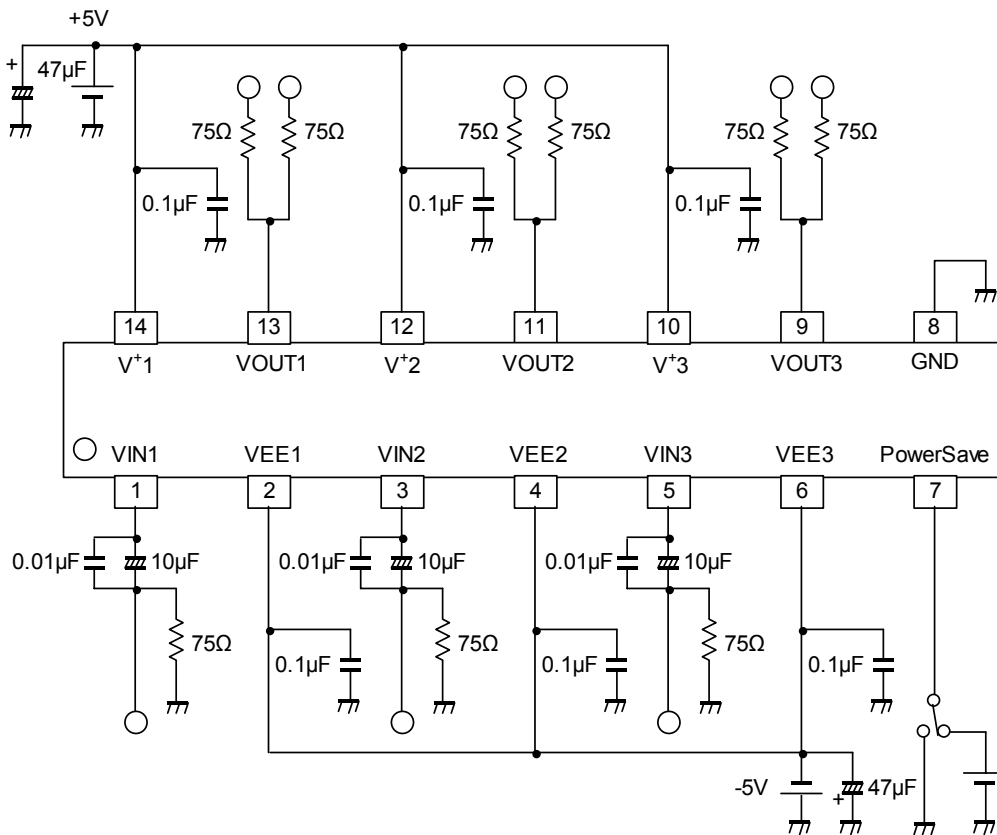 +5V
+ 47µF
75Ω 75Ω 75Ω 75Ω 75Ω 75Ω
0.1µF 0.1µF 0.1µF
14 13 12 11 10 9 8
V+1 VOUT1 V+2 VOUT2 V+3 VOUT3 GND
VIN1 VEE1 VIN2 VEE2 VIN3 VEE3 PowerSave
1 2 3 4 5 6 7
0.01µF 10µF 0.01µF 10µF 0.01µF 10µF
75Ω 0.1µF 75Ω 0.1µF 75Ω 0.1µF
-5V + 47µF